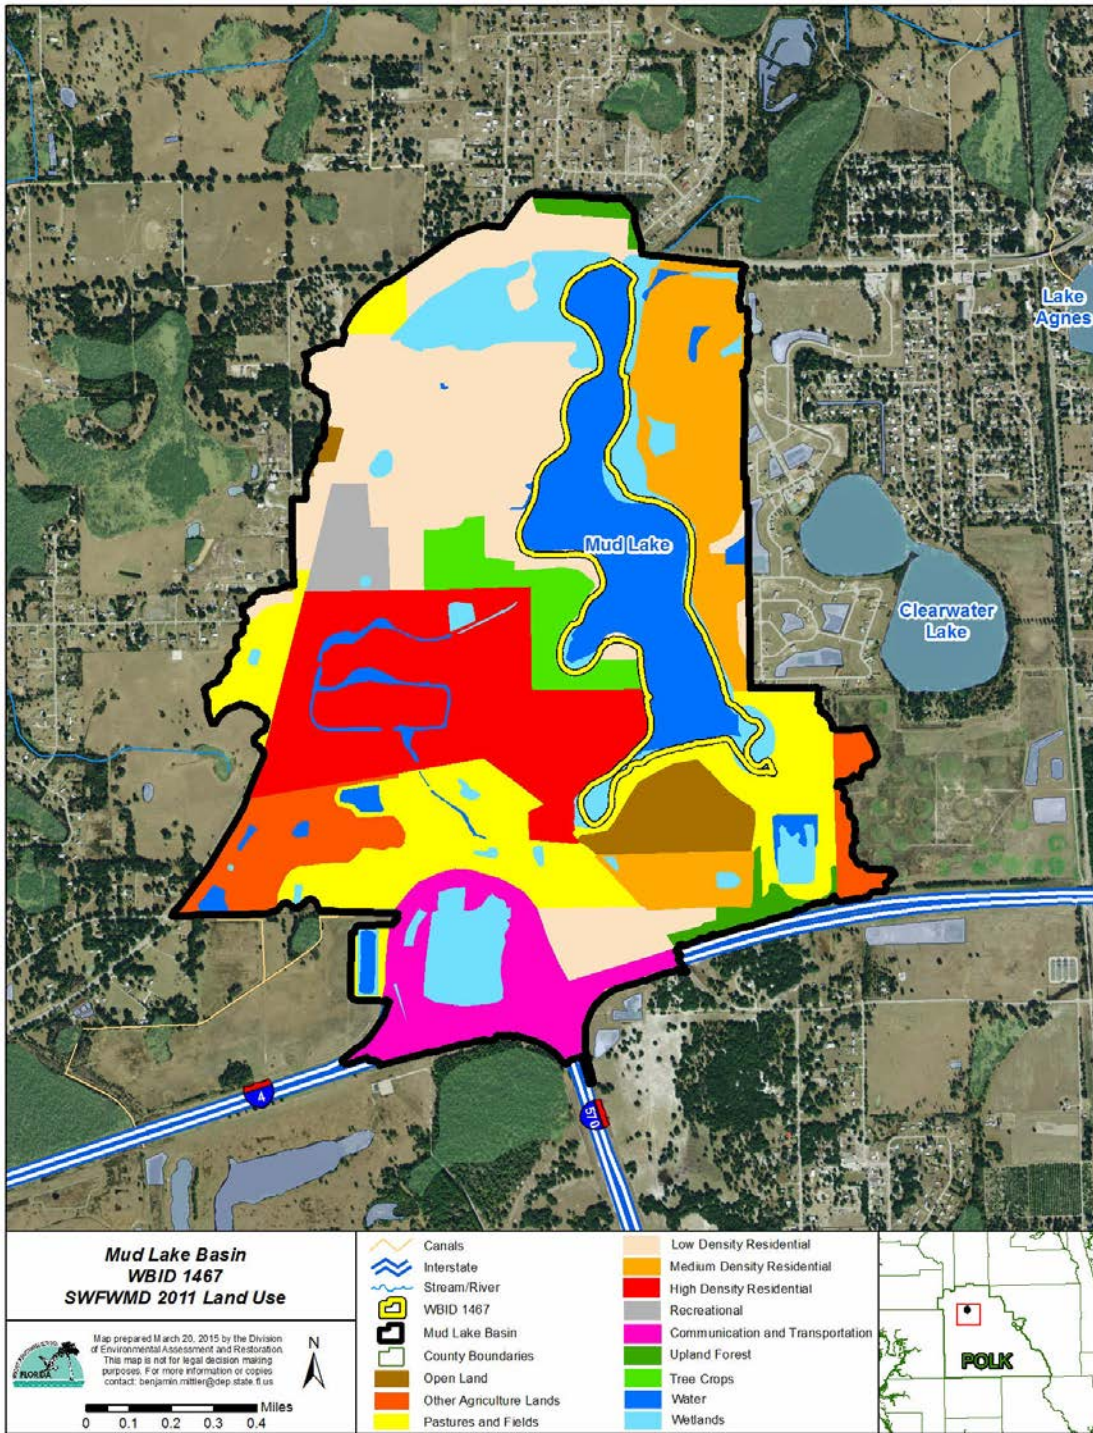 Lake
Agnes
Mud Lake
Clearwater
Lake
4
570
Mud Lake Basin
WBID 1467
SWFWMD 2011 Land Use
FLORIDA
Map prepared March 20, 2015 by the Division
of Environmental Assessment and Restoration.
This map is not for legal decision making
purposes. For more information or copies
contact: benjamin.mittler@dep.state.fl.us
N
Miles
0 0.1 0.2 0.3 0.4
Canals
Interstate
Stream/River
WBID 1467
Mud Lake Basin
County Boundaries
Open Land
Other Agriculture Lands
Pastures and Fields
Low Density Residential
Medium Density Residential
High Density Residential
Recreational
Communication and Transportation
Upland Forest
Tree Crops
Water
Wetlands
POLK